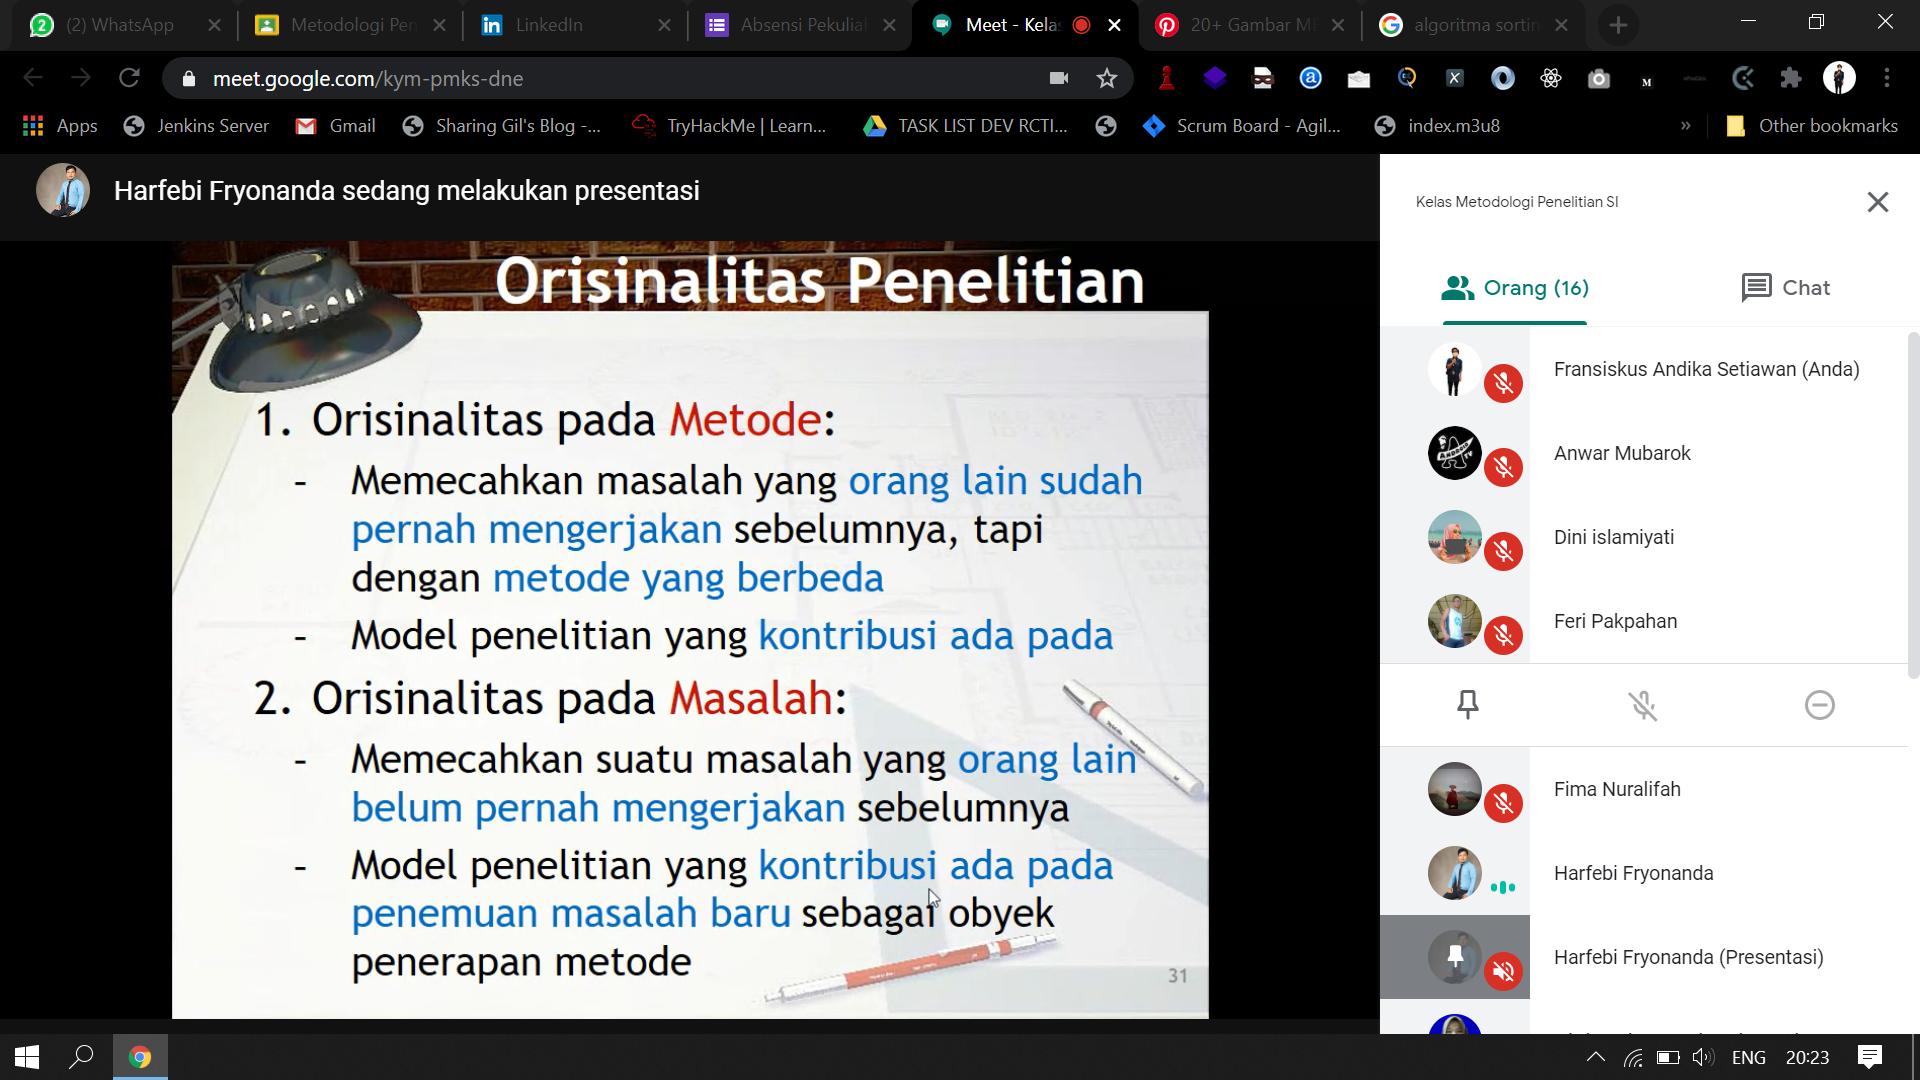 (2) WhatsApp
Metodologi Pen
LinkedIn
Absensi Pekulia
Meet - Kelas
20+ Gambar M
algoritma sortin
meet.google.com/kym-pmks-dne
Apps
Jenkins Server
Gmail
Sharing Gil's Blog -...
TryHackMe | Learn...
TASK LIST DEV RCTI...
Scrum Board - Agil...
index.m3u8
»
Other bookmarks
Harfebi Fryonanda sedang melakukan presentasi
Orisinalitas Penelitian
1. Orisinalitas pada Metode:
- Memecahkan masalah yang orang lain sudah
pernah mengerjakan sebelumnya, tapi
dengan metode yang berbeda
- Model penelitian yang kontribusi ada pada
2. Orisinalitas pada Masalah:
- Memecahkan suatu masalah yang orang lain
belum pernah mengerjakan sebelumnya
- Model penelitian yang kontribusi ada pada
penemuan masalah baru sebagai obyek
penerapan metode
31
Kelas Metodologi Penelitian SI
Orang (16)
Chat
Fransiskus Andika Setiawan (Anda)
Anwar Mubarok
Dini islamiyati
Feri Pakpahan
Fima Nuralifah
Harfebi Fryonanda
Harfebi Fryonanda (Presentasi)
ENG
20:23